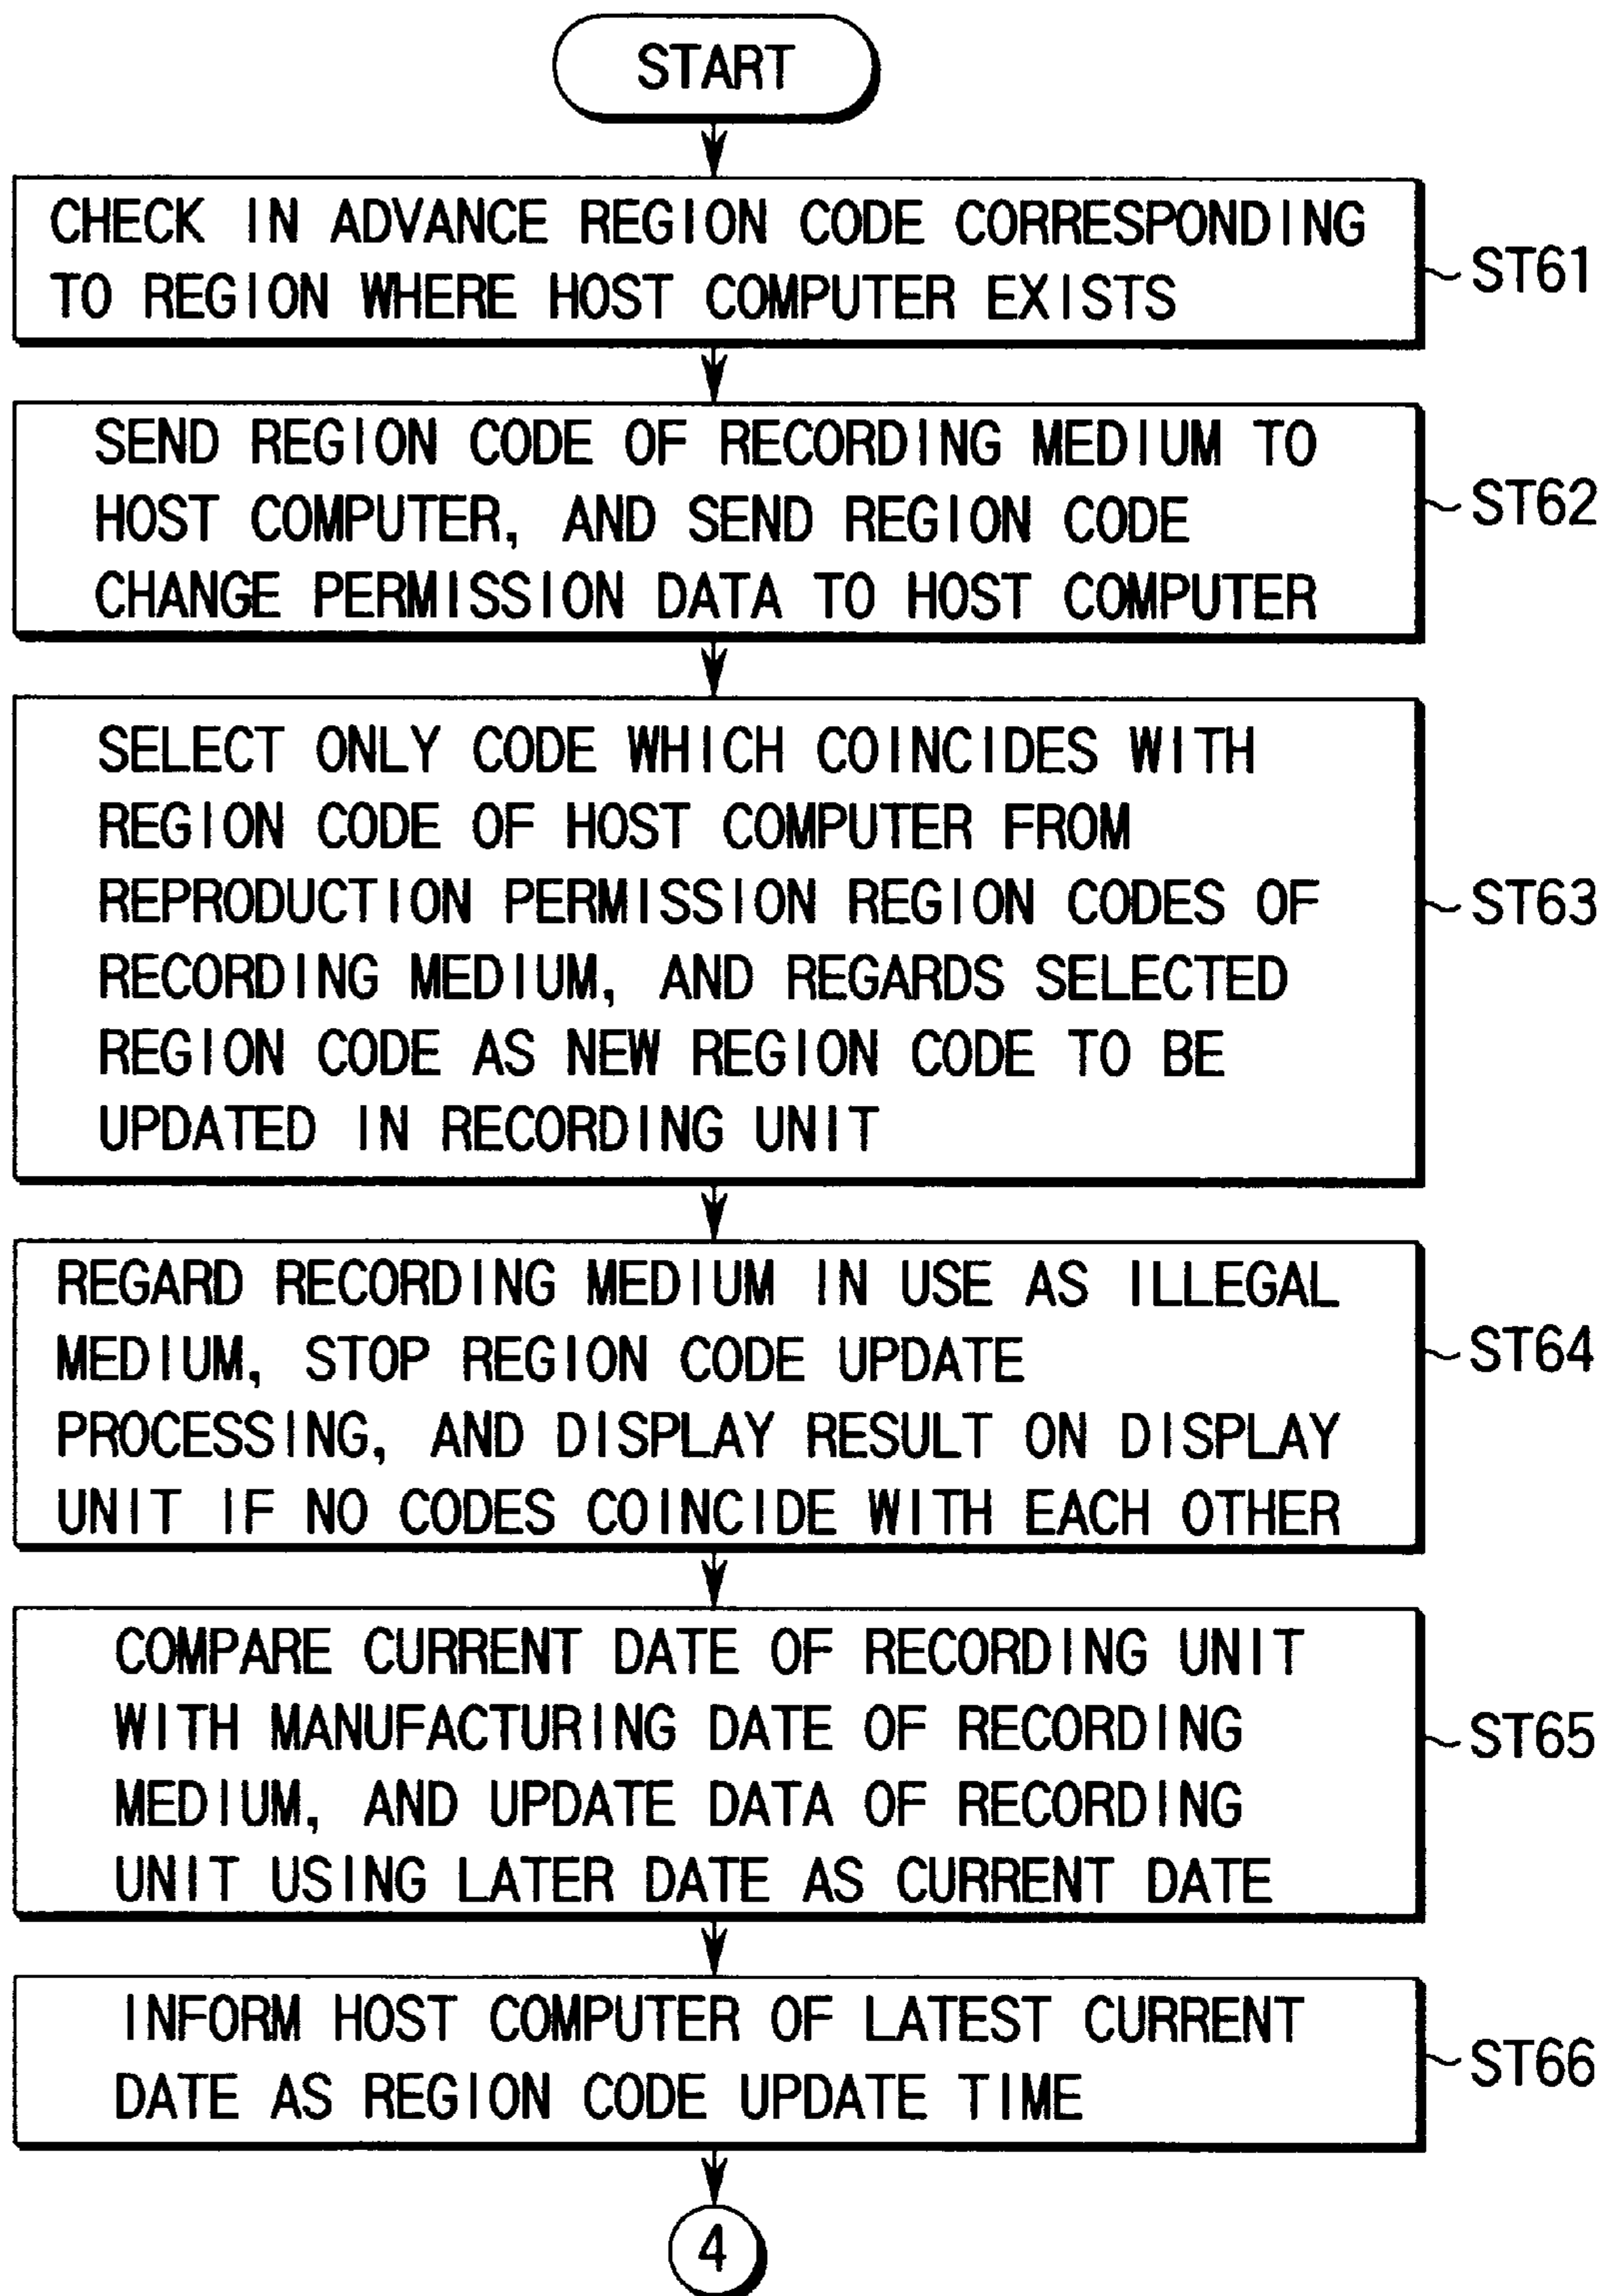 START
CHECK IN ADVANCE REGION CODE CORRESPONDING
TO REGION WHERE HOST COMPUTER EXISTS
ST61
SEND REGION CODE OF RECORDING MEDIUM TO
HOST COMPUTER, AND SEND REGION CODE
CHANGE PERMISSION DATA TO HOST COMPUTER
ST62
SELECT ONLY CODE WHICH COINCIDES WITH
REGION CODE OF HOST COMPUTER FROM
REPRODUCTION PERMISSION REGION CODES OF
RECORDING MEDIUM, AND REGARDS SELECTED
REGION CODE AS NEW REGION CODE TO BE
UPDATED IN RECORDING UNIT
ST63
REGARD RECORDING MEDIUM IN USE AS ILLEGAL
MEDIUM, STOP REGION CODE UPDATE
PROCESSING, AND DISPLAY RESULT ON DISPLAY
UNIT IF NO CODES COINCIDE WITH EACH OTHER
ST64
COMPARE CURRENT DATE OF RECORDING UNIT
WITH MANUFACTURING DATE OF RECORDING
MEDIUM, AND UPDATE DATA OF RECORDING
UNIT USING LATER DATE AS CURRENT DATE
ST65
INFORM HOST COMPUTER OF LATEST CURRENT
DATE AS REGION CODE UPDATE TIME
ST66
4